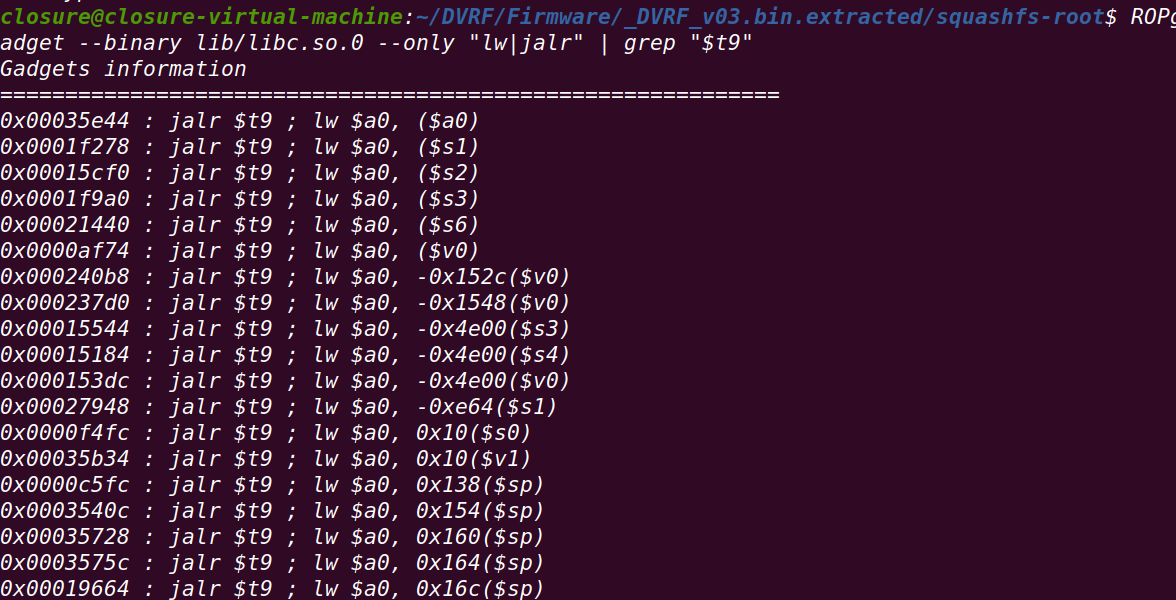 closure@closure-virtual-machine:~/DVRF/Firmware/_DVRF_v03.bin.extracted/squashfs-root$ ROPg
adget --binary lib/libc.so.0 --only "lw|jalr" | grep "$t9"
Gadgets information
============================================================
0x00035e44 : jalr $t9 ; lw $a0, ($a0)
0x0001f278 : jalr $t9 ; lw $a0, ($s1)
0x00015cf0 : jalr $t9 ; lw $a0, ($s2)
0x0001f9a0 : jalr $t9 ; lw $a0, ($s3)
0x00021440 : jalr $t9 ; lw $a0, ($s6)
0x0000af74 : jalr $t9 ; lw $a0, ($v0)
0x000240b8 : jalr $t9 ; lw $a0, -0x152c($v0)
0x000237d0 : jalr $t9 ; lw $a0, -0x1548($v0)
0x00015544 : jalr $t9 ; lw $a0, -0x4e00($s3)
0x00015184 : jalr $t9 ; lw $a0, -0x4e00($s4)
0x000153dc : jalr $t9 ; lw $a0, -0x4e00($v0)
0x00027948 : jalr $t9 ; lw $a0, -0xe64($s1)
0x0000f4fc : jalr $t9 ; lw $a0, 0x10($s0)
0x00035b34 : jalr $t9 ; lw $a0, 0x10($v1)
0x0000c5fc : jalr $t9 ; lw $a0, 0x138($sp)
0x0003540c : jalr $t9 ; lw $a0, 0x154($sp)
0x00035728 : jalr $t9 ; lw $a0, 0x160($sp)
0x0003575c : jalr $t9 ; lw $a0, 0x164($sp)
0x00019664 : jalr $t9 ; lw $a0, 0x16c($sp)